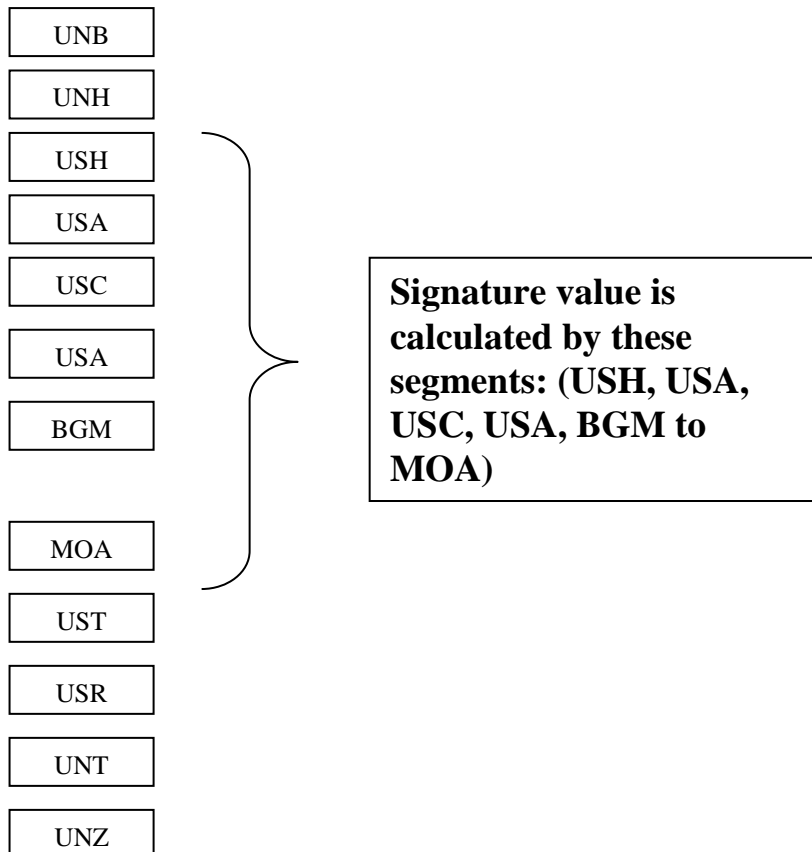 UNB
UNH
USH
USA
USC
USA
BGM
MOA
UST
USR
UNT
UNZ
Signature value is
calculated by these
segments: (USH, USA,
USC, USA, BGM to
MOA)